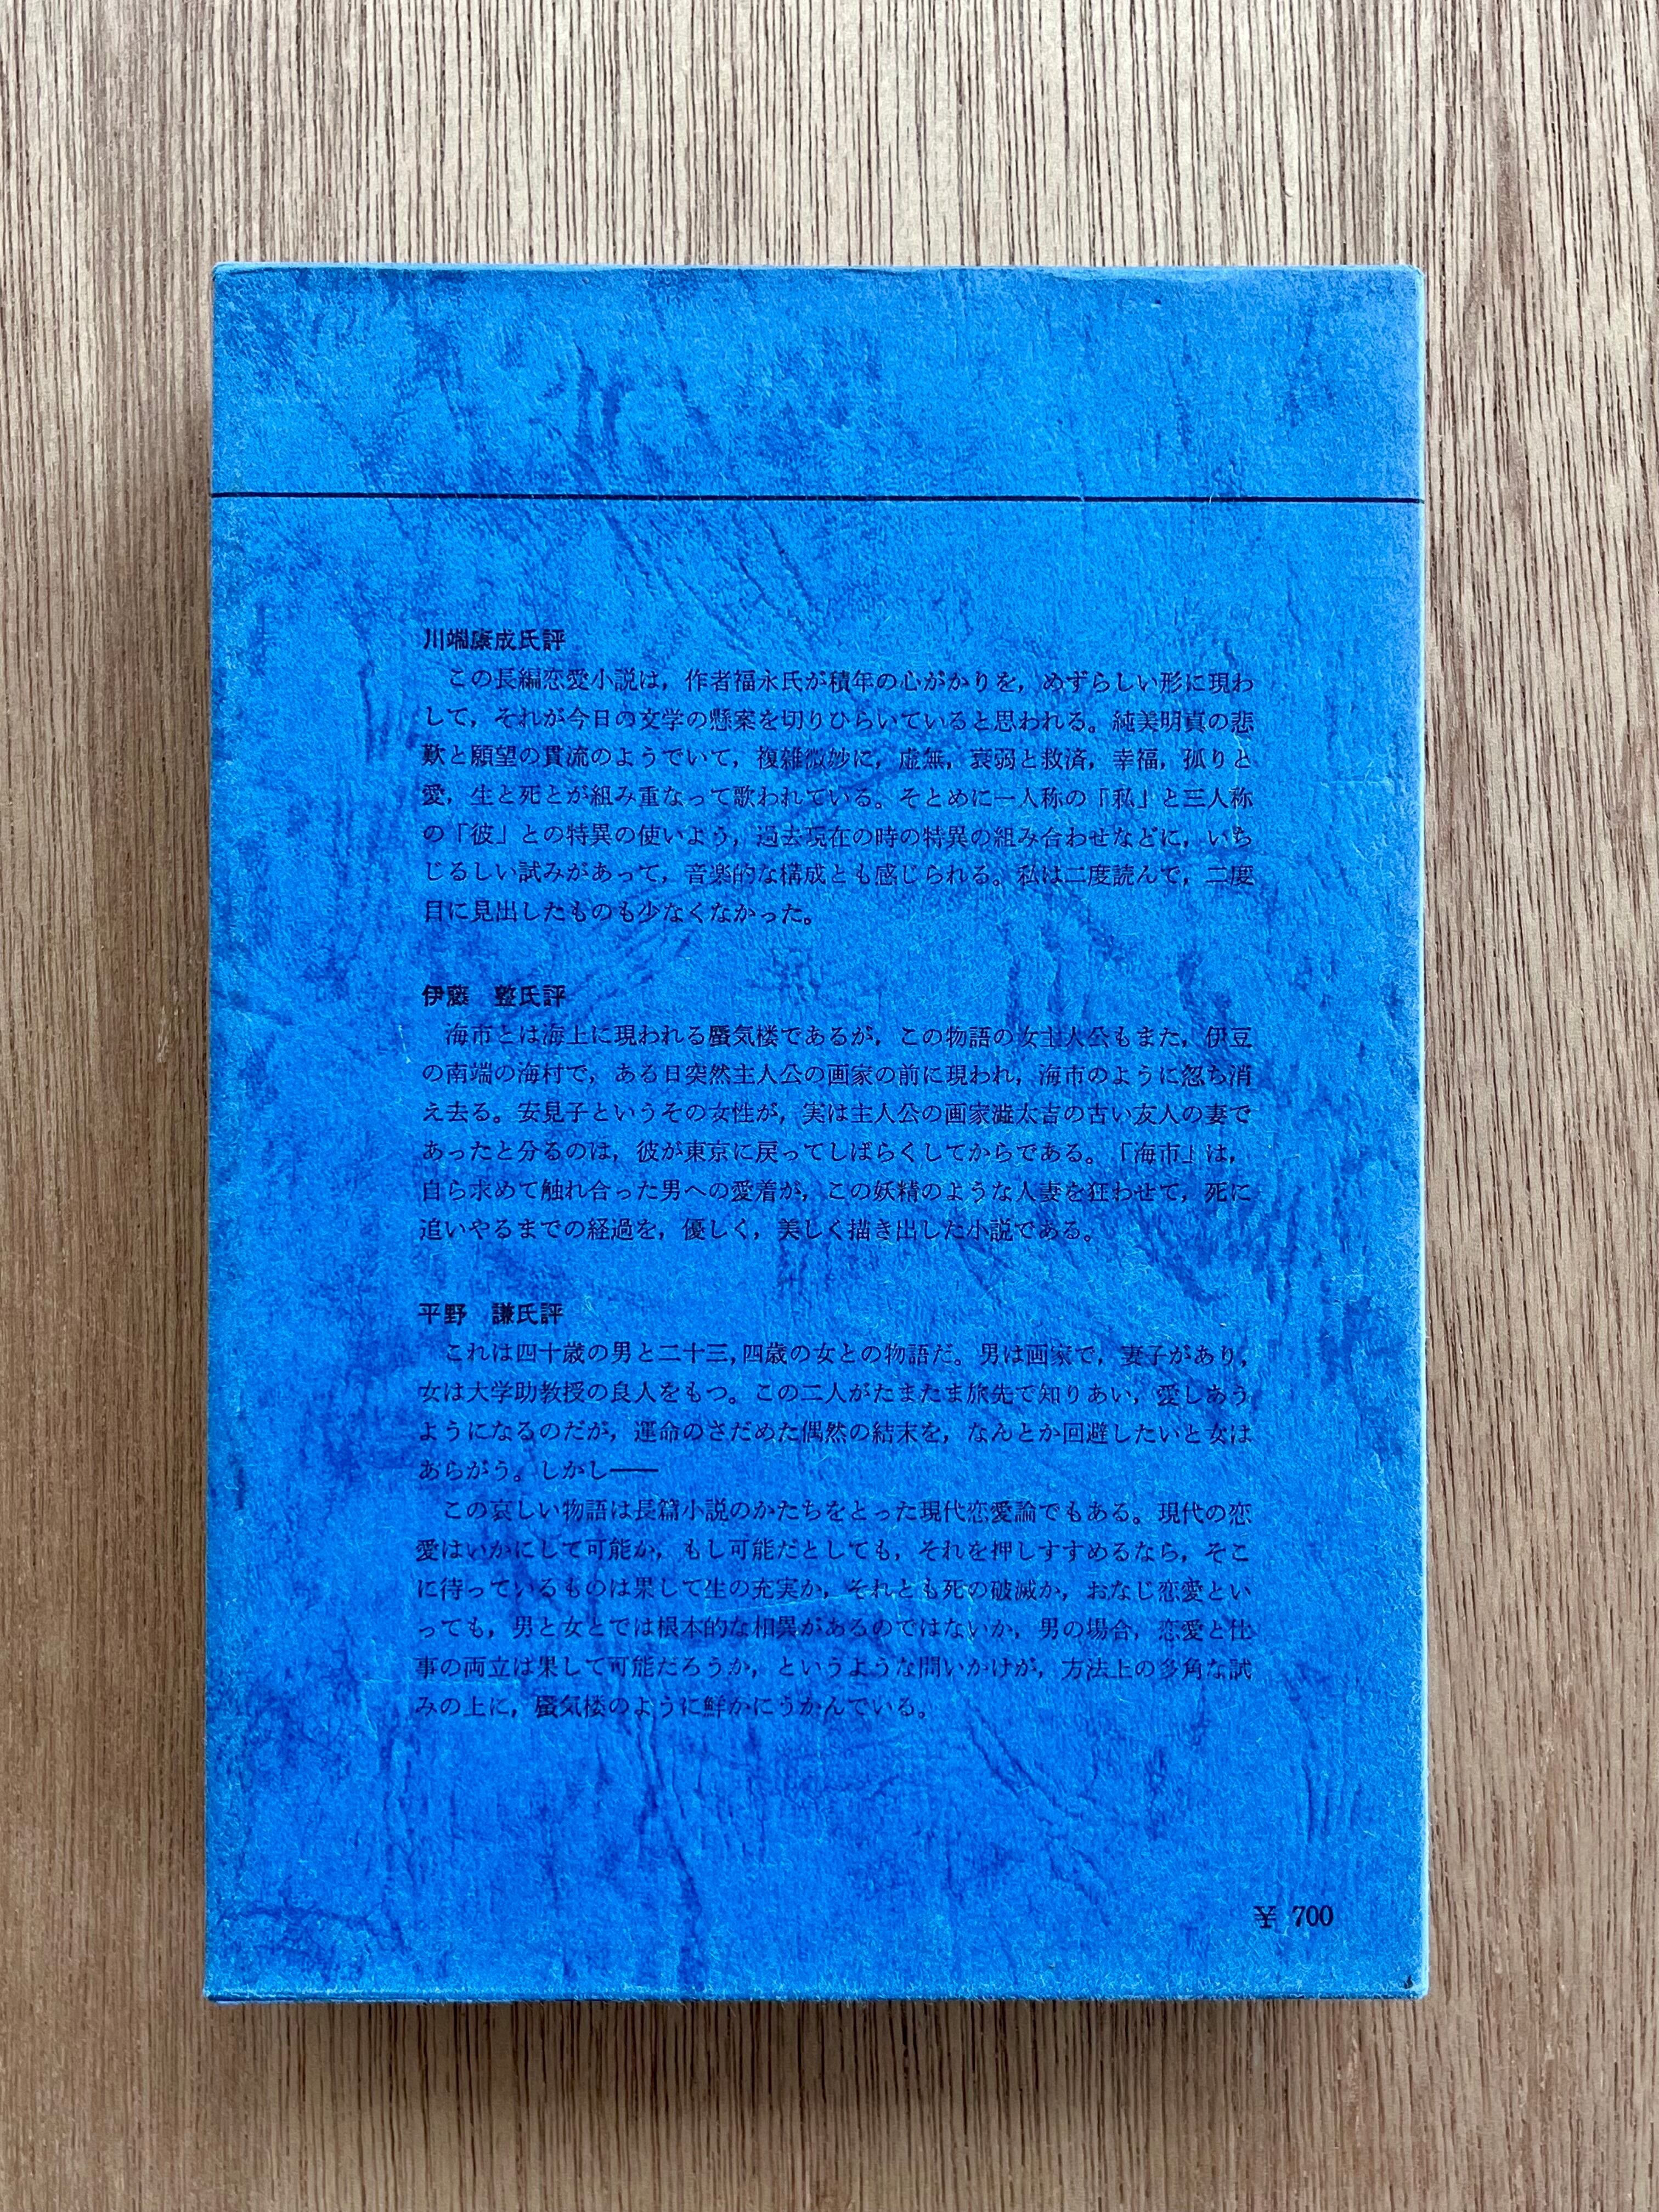 川端康成氏評
この長編恋愛小説は，作者福永氏が積年の心がかりを，めずらしい形に現わ
して，それが今日の文学の懸案を切りひらいていると思われる。純美明真の悲
歎と願望の貫流のようでいて，複雑微妙に，虚無，衰弱と救済，幸福，孤りと
愛，生と死とが組み重なって歌われている。そとめに一人称の「私」と三人称
の「彼」との特異の使いよう，過去現在の時の特異の組み合わせなどに，いち
じるしい試みがあって，音楽的な構成とも感じられる。私は二度読んで，二度
目に見出したものも少なくなかった。
伊藤　整氏評
海市とは海上に現われる蜃気楼であるが，この物語の女主人公もまた，伊豆
の南端の海村で，ある日突然主人公の画家の前に現われ，海市のように忽ち消
え去る。安見子というその女性が，実は主人公の画家澁太吉の古い友人の妻で
あったと分るのは，彼が東京に戻ってしばらくしてからである。「海市」は，
自ら求めて触れ合った男への愛着が，この妖精のような人妻を狂わせて，死に
追いやるまでの経過を，優しく，美しく描き出した小説である。
平野　謙氏評
これは四十歳の男と二十三，四歳の女との物語だ。男は画家で，妻子があり，
女は大学助教授の良人をもつ。この二人がたまたま旅先で知りあい，愛しあう
ようになるのだが，運命のさだめた偶然の結末を，なんとか回避したいと女は
あらがう。しかし――
この哀しい物語は長篇小説のかたちをとった現代恋愛論でもある。現代の恋
愛はいかにして可能か，もし可能だとしても，それを押しすすめるなら，そこ
に待っているものは果して生の充実か，それとも死の破滅か，おなじ恋愛とい
っても，男と女とでは根本的な相異があるのではないか，男の場合，恋愛と仕
事の両立は果して可能だろうか，というような問いかけが，方法上の多角な試
みの上に，蜃気楼のように鮮かにうかんでいる。
￥ 700